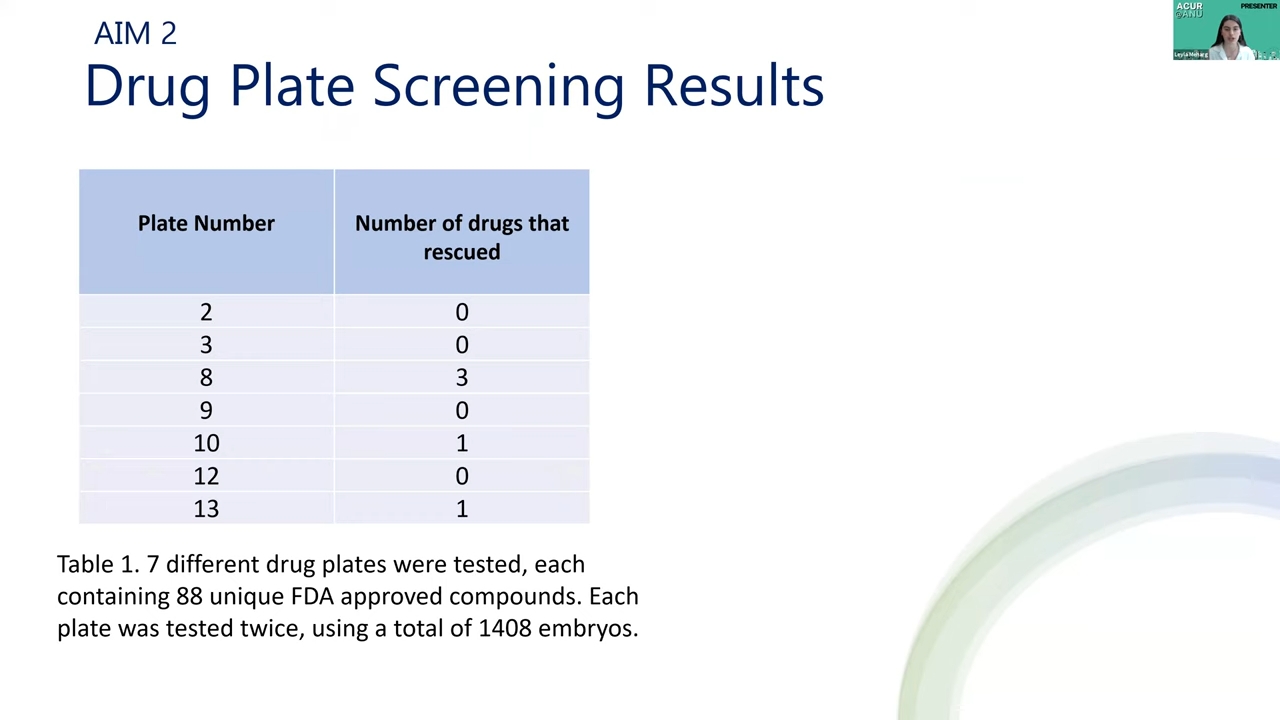 AIM 2
Drug Plate Screening Results
ACUR
@ANU
PRESENTER
Plate Number
Number of drugs that
rescued
2 0
3 0
8 3
9 0
10 1
12 0
13 1
Table 1. 7 different drug plates were tested, each
containing 88 unique FDA approved compounds. Each
plate was tested twice, using a total of 1408 embryos.